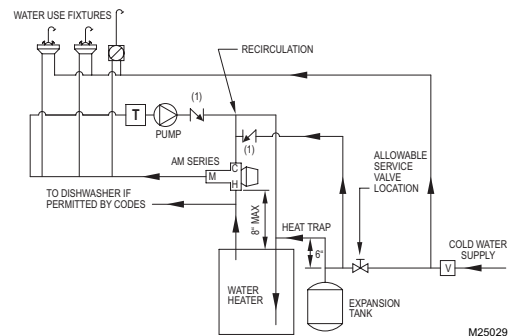 WATER USE FIXTURES
RECIRCULATION
(1)
T
PUMP
(1)
AM SERIES
C
M
H
ALLOWABLE
SERVICE
VALVE
LOCATION
TO DISHWASHER IF
PERMITTED BY CODES
8" MAX
HEAT TRAP
6"
COLD WATER
SUPPLY
V
WATER
HEATER
EXPANSION
TANK
M25029